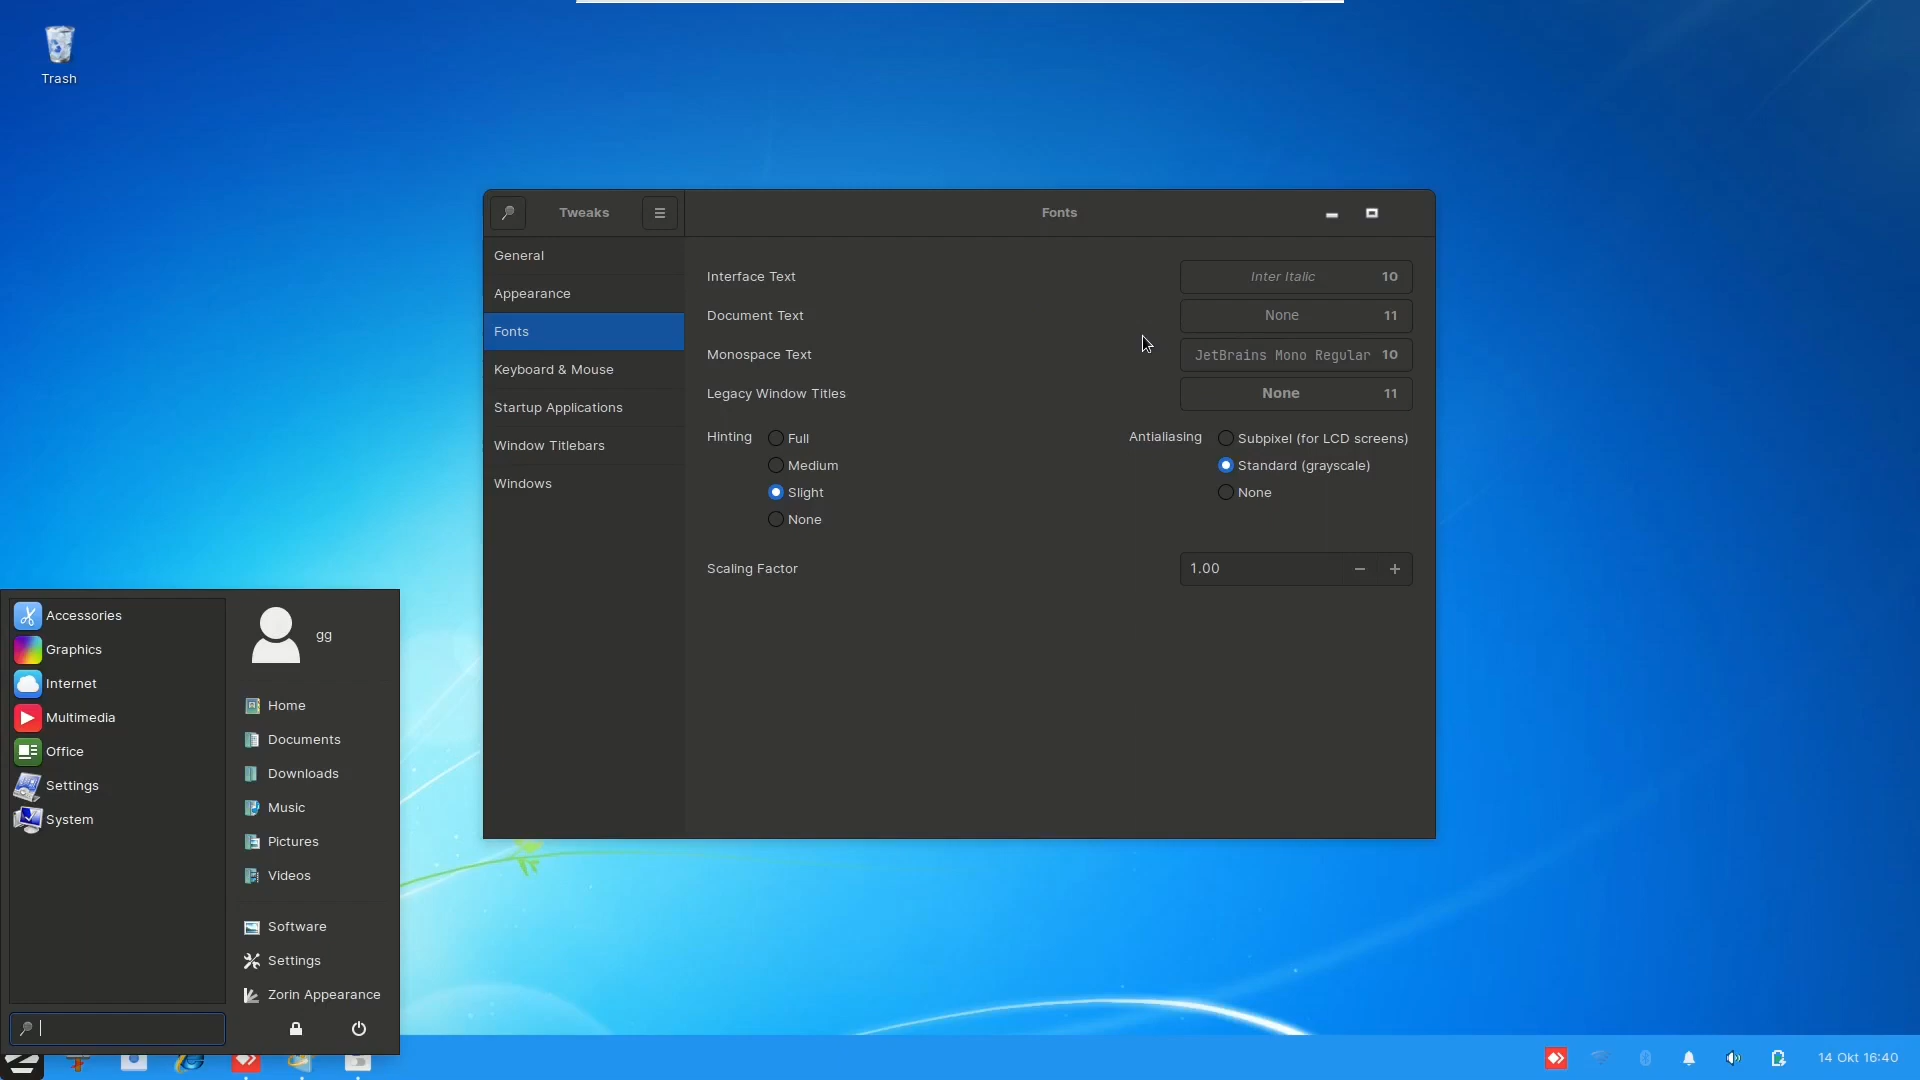 Trash
Tweaks
Fonts
General
Appearance
Fonts
Keyboard & Mouse
Startup Applications
Window Titlebars
Windows
Interface Text
Inter Italic 10
Document Text
None 11
Monospace Text
JetBrains Mono Regular 10
Legacy Window Titles
None 11
Hinting
Full
Medium
Slight
None
Antialiasing
Subpixel (for LCD screens)
Standard (grayscale)
None
Scaling Factor
1.00
Accessories
Graphics
Internet
Multimedia
Office
Settings
System
gg
Home
Documents
Downloads
Music
Pictures
Videos
Software
Settings
Zorin Appearance
14 Okt 16:40